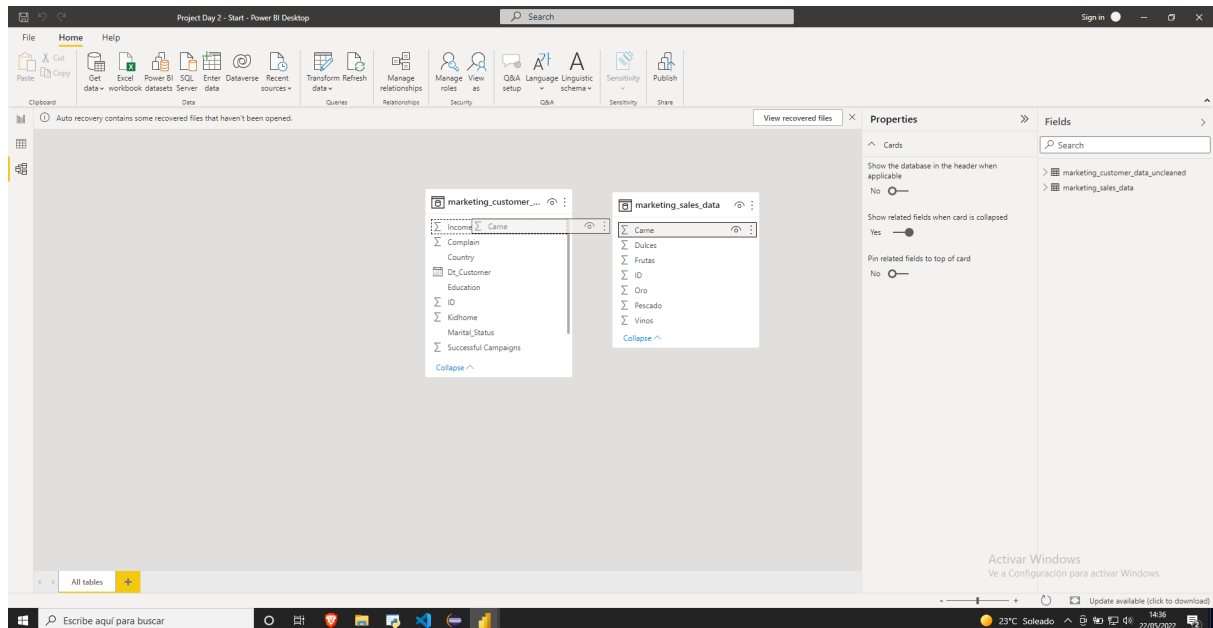 Project Day 2 - Start - Power BI Desktop
Search
Sign in
File Home Help
Paste
Cut
Copy
Clipboard
Get data
Excel workbook
Power BI datasets
SQL Server
Enter data
Dataverse
Recent sources
Data
Transform data
Refresh
Queries
Manage relationships
Relationships
Manage roles
View as
Security
Q&A setup
Language
Linguistic schema
Q&A
Sensitivity
Sensitivity
Publish
Share
Auto recovery contains some recovered files that haven't been opened.
View recovered files
marketing_customer_...
Income
Carne
Complain
Country
Dt_Customer
Education
ID
Kidhome
Marital_Status
Successful Campaigns
Collapse
marketing_sales_data
Carne
Dulces
Frutas
ID
Oro
Pescado
Vinos
Collapse
Properties
Cards
Show the database in the header when
applicable
No
Show related fields when card is collapsed
Yes
Pin related fields to top of card
No
Fields
Search
marketing_customer_data_uncleaned
marketing_sales_data
Activar Windows
Ve a Configuración para activar Windows.
All tables
+
- +
Update available (click to download)
Escribe aquí para buscar
23°C Soleado
14:36
22/05/2022
2